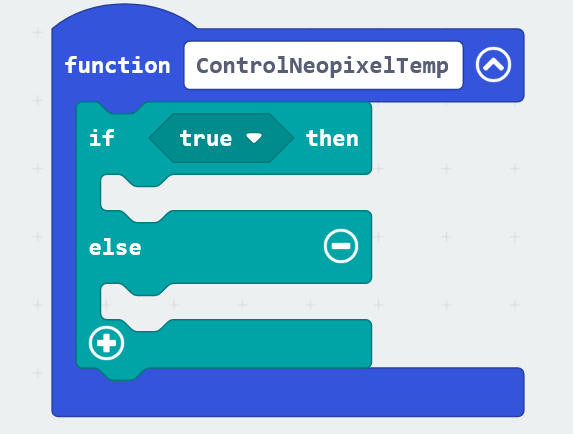 function ControlNeopixelTemp
if true then
else